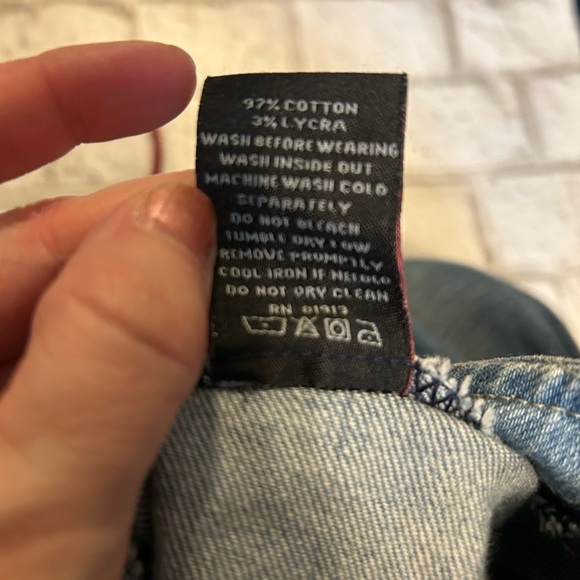 97% COTTON
3% LYCRA
WASH BEFORE WEARING
WASH INSIDE OUT
MACHINE WASH COLD
SEPARATELY
DO NOT BLEACH
TUMBLE DRY LOW
REMOVE PROMPTLY
COOL IRON IF NEEDED
DO NOT DRY CLEAN
RN